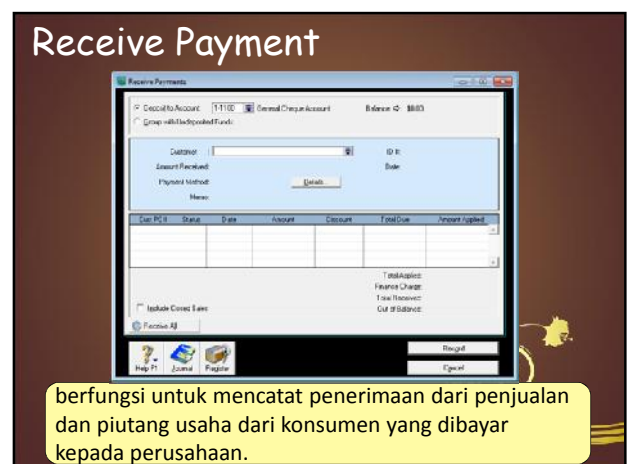 Receive Payment
Receive Payments
Deposit to Account: 1-1100 General Cheque Account Balance $0.00
Group with Undeposited Funds:
Customer: ID #:
Amount Received: Date:
Payment Method: Details...
Memo:
Status Date Amount Discount Total Due Amount Applied
Total Applied:
Finance Charge:
Total Received:
Include Closed Sales Out of Balance:
Receive All
Record
Help F1 Journal Register Cancel
berfungsi untuk mencatat penerimaan dari penjualan
dan piutang usaha dari konsumen yang dibayar
kepada perusahaan.